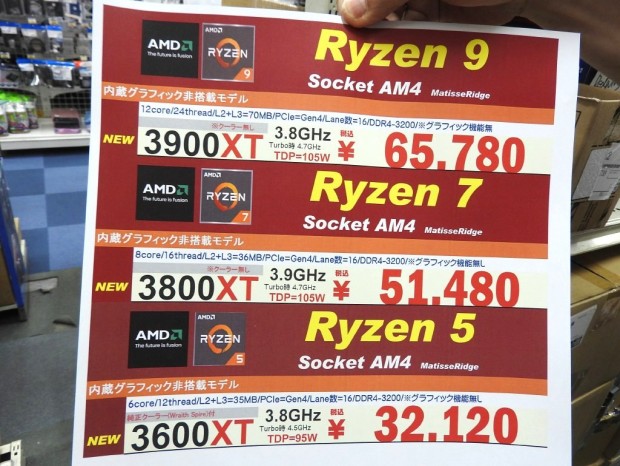 AMD
The future is fusion
AMD
RYZEN
9
Ryzen 9
Socket AM4 MatisseRidge
内蔵グラフィック非搭載モデル
12core/24thread/L2+L3=70MB/PCIe=Gen4/Lane数=16/DDR4-3200/※グラフィック機能無
※クーラー無し
NEW 3900XT 3.8GHz 税込 ¥ 65,780
Turbo時 4.7GHz
TDP=105W
AMD
The future is fusion
AMD
RYZEN
7
Ryzen 7
Socket AM4 MatisseRidge
内蔵グラフィック非搭載モデル
8core/16thread/L2+L3=36MB/PCIe=Gen4/Lane数=16/DDR4-3200/※グラフィック機能無し
※クーラー無し
NEW 3800XT 3.9GHz 税込 ¥ 51,480
Turbo時 4.7GHz
TDP=105W
AMD
The future is fusion
AMD
RYZEN
5
Ryzen 5
Socket AM4 MatisseRidge
内蔵グラフィック非搭載モデル
6core/12thread/L2+L3=35MB/PCIe=Gen4/Lane数=16/DDR4-3200/※グラフィック機能無し
純正クーラー(Wraith Spire)付
NEW 3600XT 3.8GHz 税込 ¥ 32,120
Turbo時 4.5GHz
TDP=95W